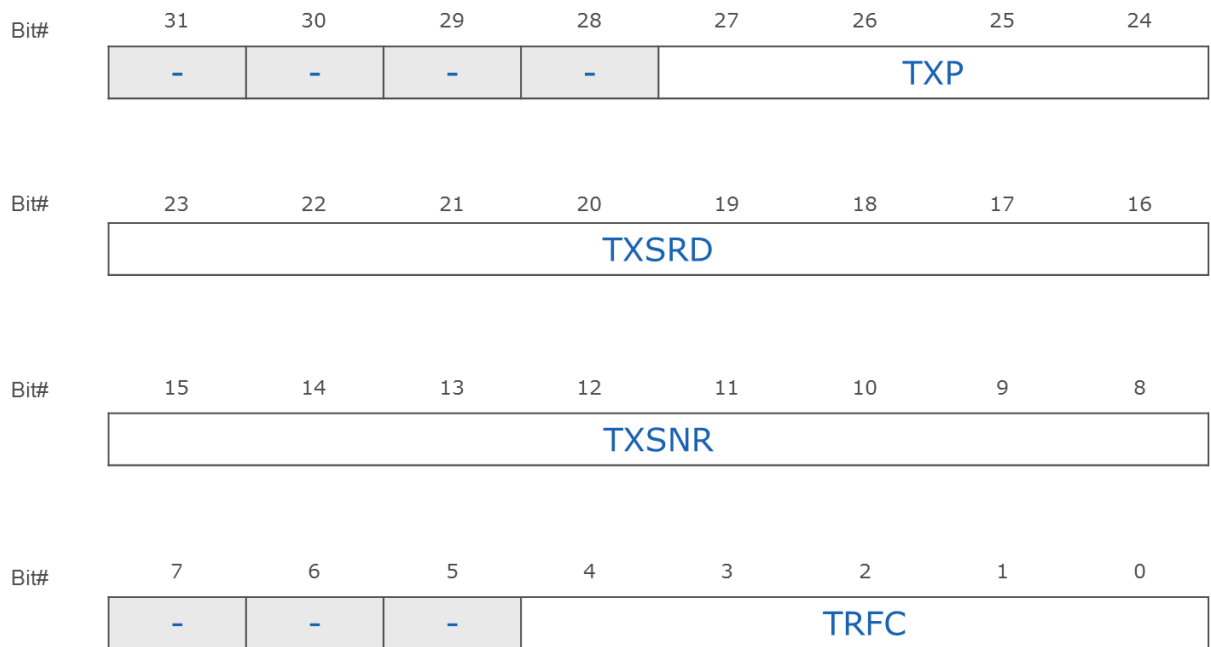 Bit# 31 30 29 28 27 26 25 24
- - - - TXP
Bit# 23 22 21 20 19 18 17 16
TXSRD
Bit# 15 14 13 12 11 10 9 8
TXSNR
Bit# 7 6 5 4 3 2 1 0
- - - TRFC